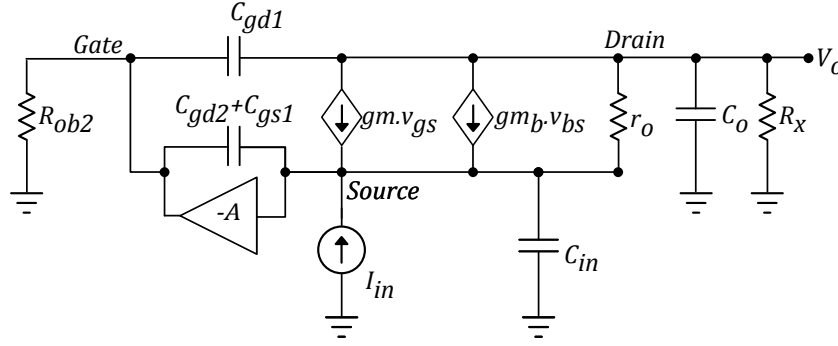 C_gd1
Gate
Drain
V_o
R_ob2
C_gd2+C_gs1
gm.v_gs
gm_b.v_bs
r_o
C_o
R_x
-A
Source
I_in
C_in